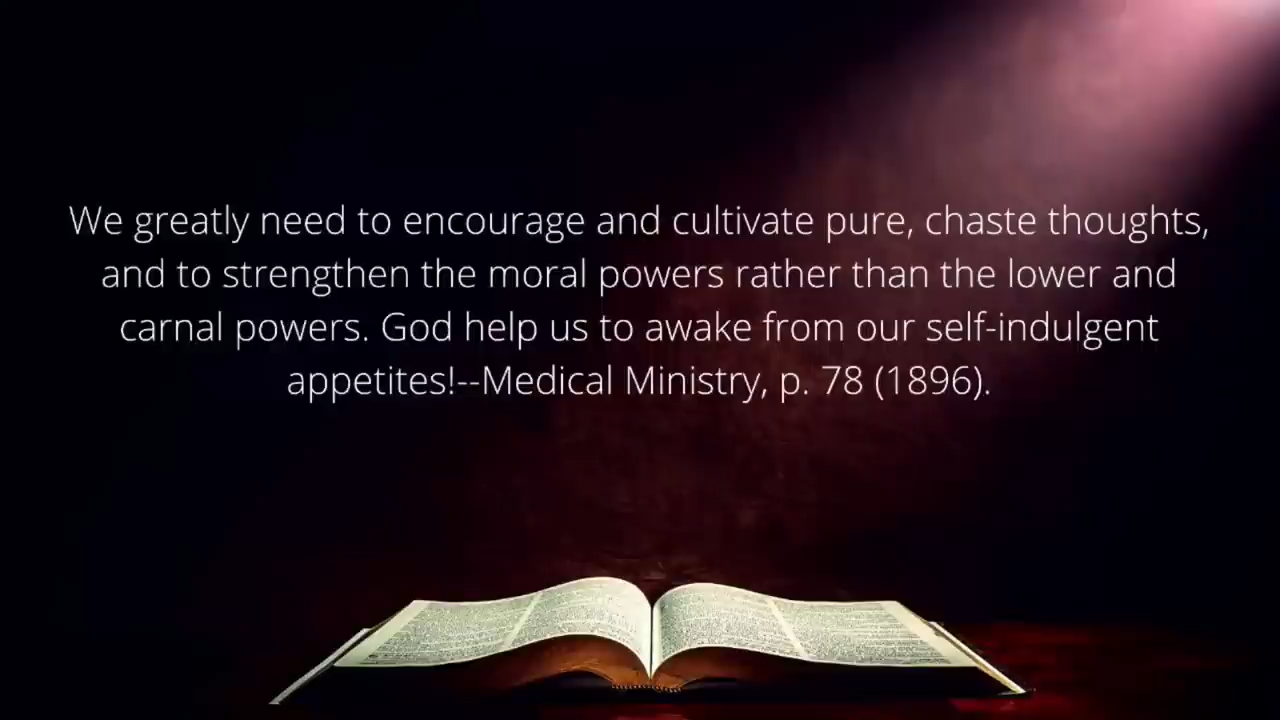 We greatly need to encourage and cultivate pure, chaste thoughts,
and to strengthen the moral powers rather than the lower and
carnal powers. God help us to awake from our self-indulgent
appetites!--Medical Ministry, p. 78 (1896).